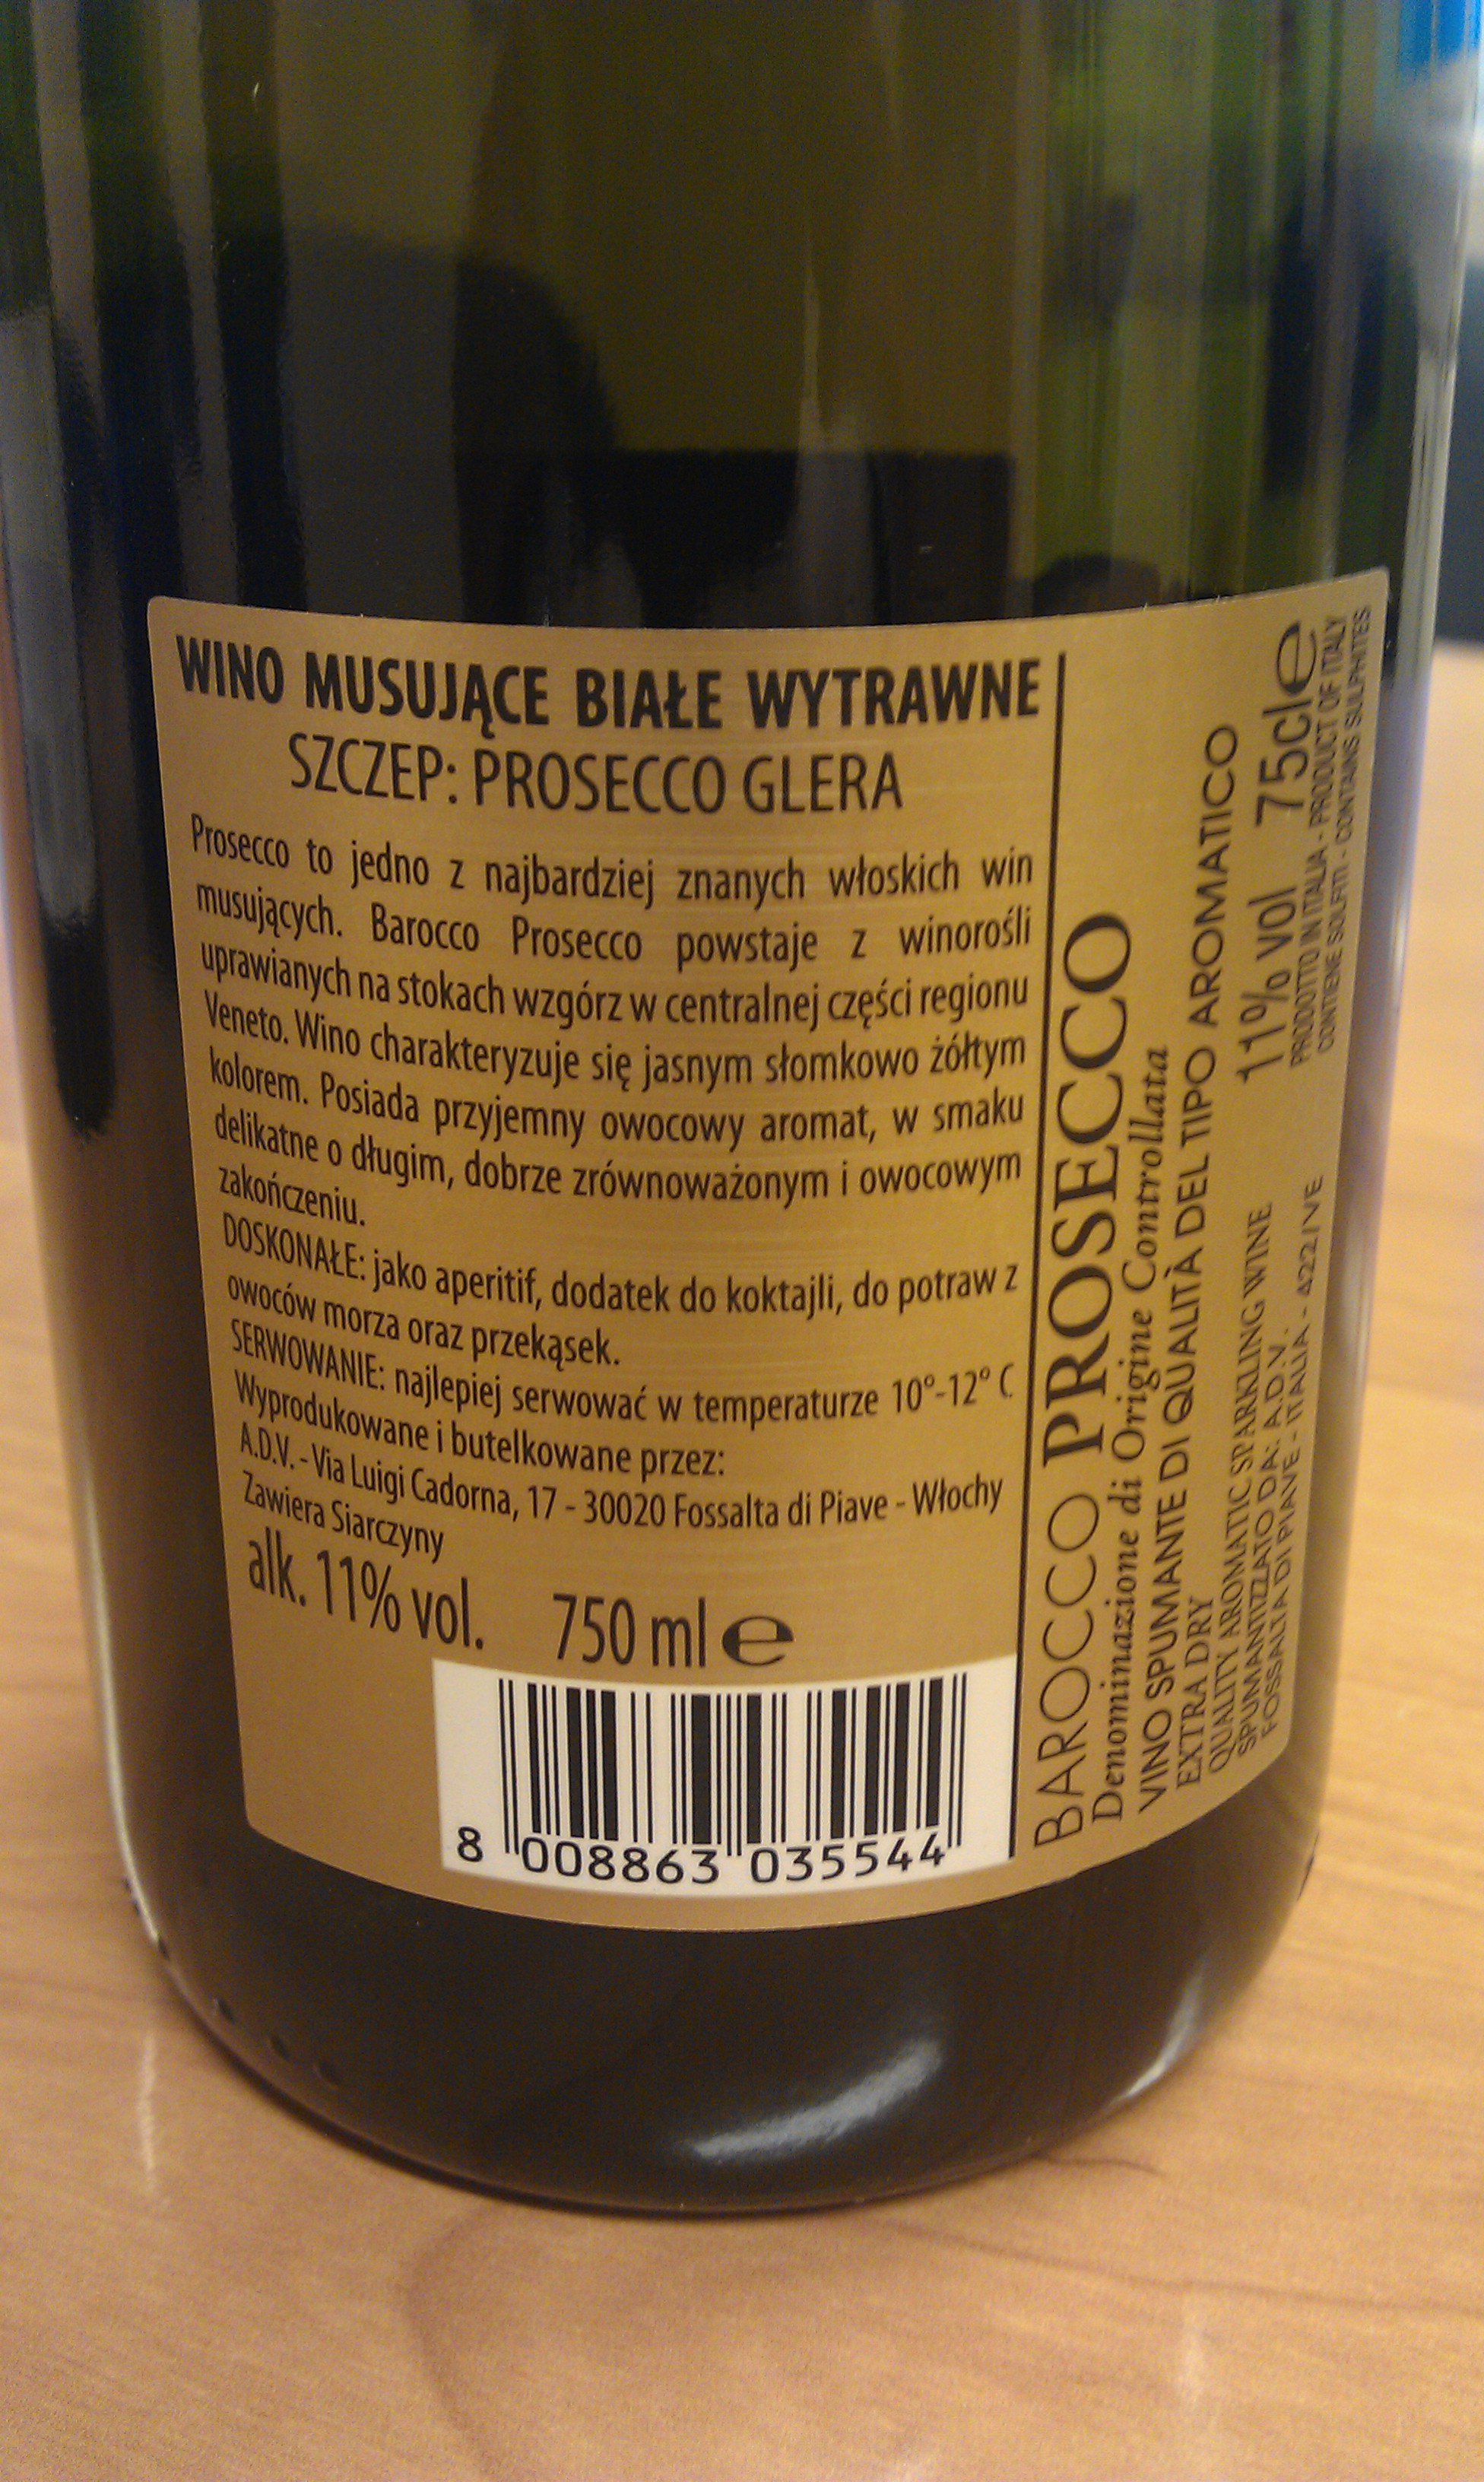 WINO MUSUJĄCE BIAŁE WYTRAWNE
SZCZEP: PROSECCO GLERA
Prosecco to jedno z najbardziej znanych włoskich win
musujących. Barocco Prosecco powstaje z winorośli
uprawianych na stokach wzgórz w centralnej części regionu
Veneto. Wino charakteryzuje się jasnym słomkowo żółtym
kolorem. Posiada przyjemny owocowy aromat, w smaku
delikatne o długim, dobrze zrównoważonym i owocowym
zakończeniu.
DOSKONAŁE: jako aperitif, dodatek do koktajli, do potraw z
owoców morza oraz przekąsek.
SERWOWANIE: najlepiej serwować w temperaturze 10°-12° C
Wyprodukowane i butelkowane przez:
A.D.V. - Via Luigi Cadorna, 17 - 30020 Fossalta di Piave - Włochy
Zawiera Siarczyny
alk. 11% vol. 750 ml e
8 008863 035544
BAROCCO PROSECCO
Denominazione di Origine Controllata
VINO SPUMANTE DI QUALITÀ DEL TIPO AROMATICO
EXTRA DRY
QUALITY AROMATIC SPARKLING WINE
SPUMANTIZZATO DA: A.D.V.
FOSSALTA DI PIAVE - ITALIA - 422/VE
11% vol 75cl e
PRODOTTO IN ITALIA - PRODUCT OF ITALY
CONTIENE SOLFITI - CONTAINS SULPHITES